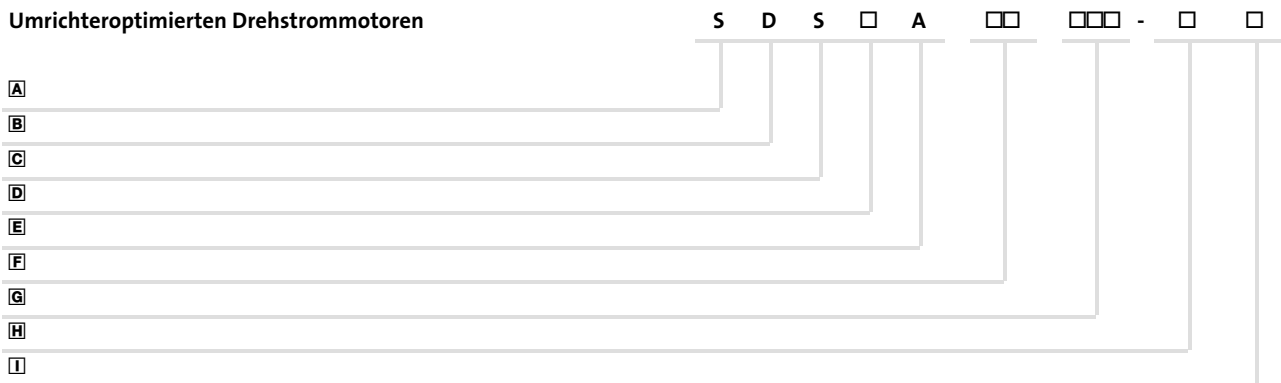 Umrichteroptimierten Drehstrommotoren S D S □ A □□ □□□ - □ □
A
B
C
D
E
F
G
H
I